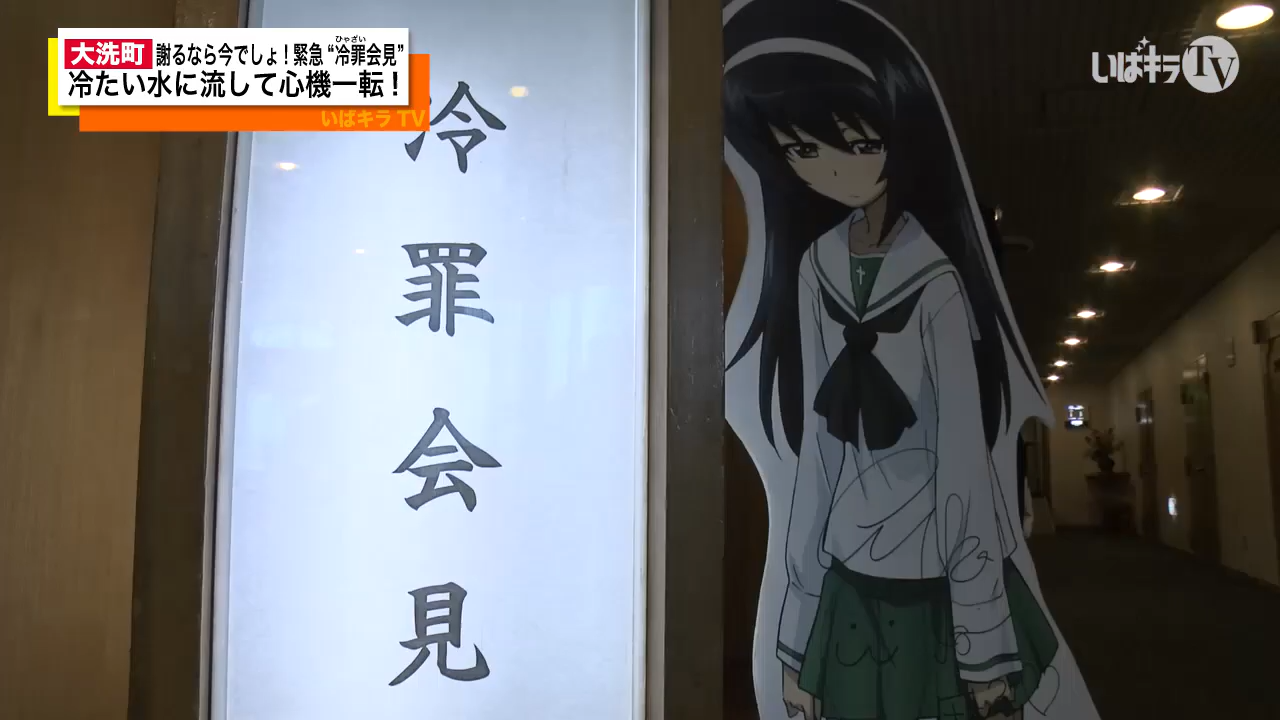 大洗町 謝るなら今でしょ！緊急“冷罪会見”
ひゃざい
冷たい水に流して心機一転！
いばキラTV
いばキラTV
冷罪会見